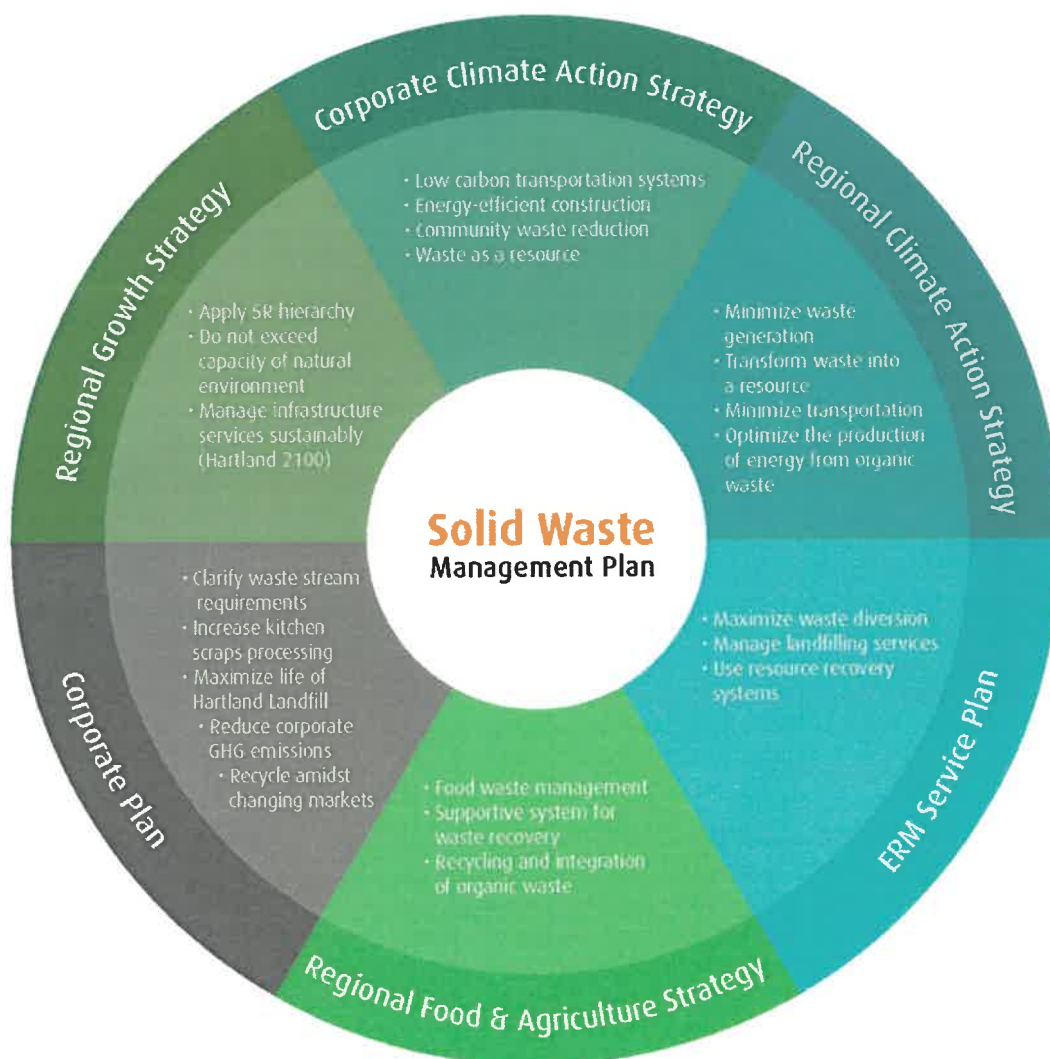 Corporate Climate Action Strategy
• Low carbon transportation systems
• Energy-efficient construction
• Community waste reduction
• Waste as a resource
Regional Climate Action Strategy
• Minimize waste
generation
• Transform waste into
a resource
• Minimize transportation
• Optimize the production
of energy from organic
waste
ERM Service Plan
• Maximize waste diversion
• Manage landfilling services
• Use resource recovery
systems
Regional Food & Agriculture Strategy
• Food waste management
• Supportive system for
waste recovery
• Recycling and integration
of organic waste
Corporate Plan
• Clarify waste stream
requirements
• Increase kitchen
scraps processing
• Maximize life of
Hartland Landfill
• Reduce corporate
GHG emissions
• Recycle amidst
changing markets
Regional Growth Strategy
• Apply 5R hierarchy
• Do not exceed
capacity of natural
environment
• Manage infrastructure
services sustainably
(Hartland 2100)
Solid Waste
Management Plan